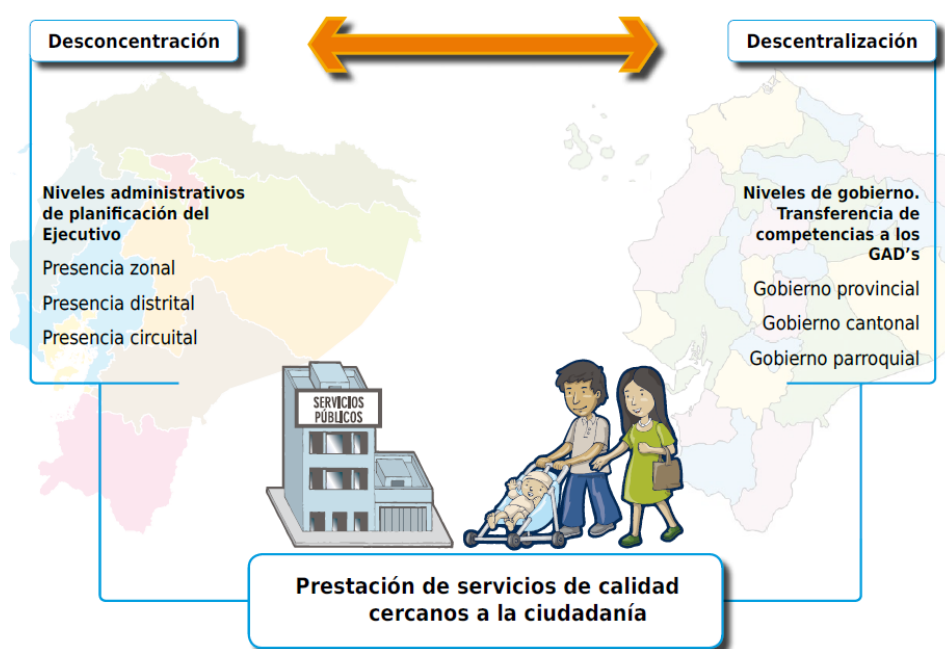 Desconcentración
Descentralización
Niveles administrativos
de planificación del
Ejecutivo
Presencia zonal
Presencia distrital
Presencia circuital
Niveles de gobierno.
Transferencia de
competencias a los
GAD's
Gobierno provincial
Gobierno cantonal
Gobierno parroquial
SERVICIOS
PÚBLICOS
Prestación de servicios de calidad
cercanos a la ciudadanía